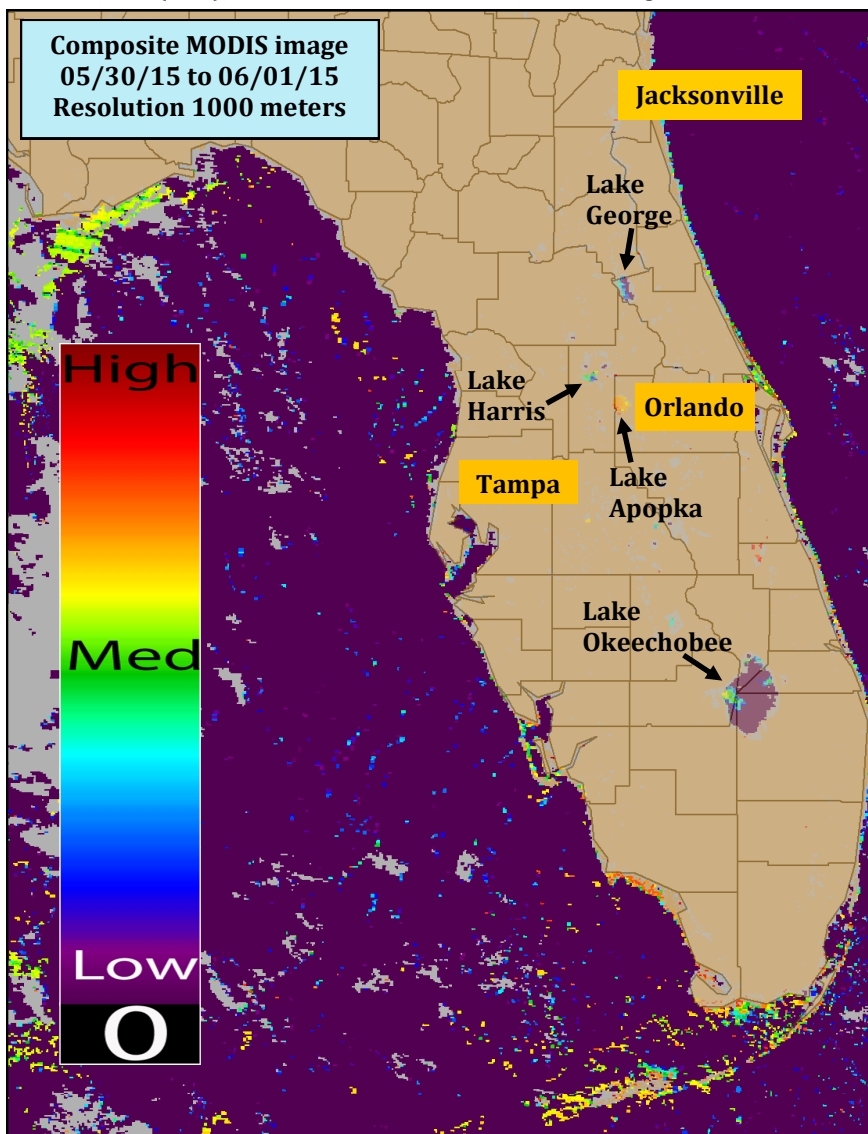 Composite MODIS image
05/30/15 to 06/01/15
Resolution 1000 meters
Jacksonville
Lake
George
High
Lake
Harris
Orlando
Tampa
Lake
Apopka
Med
Lake
Okeechobee
Low
0